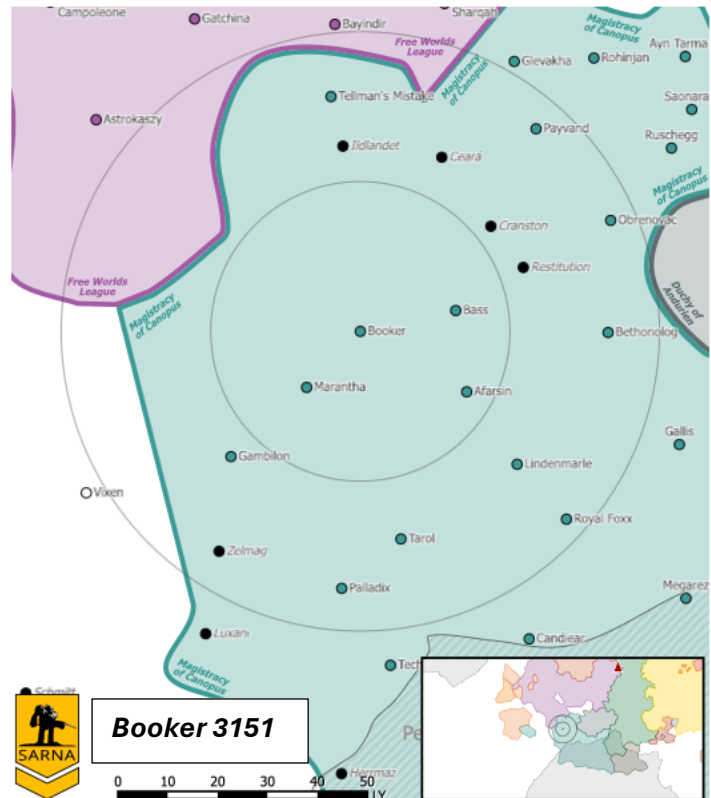 Campoleone
Gatchina
Bayindir
Sharqah
Magistracy
of Canopus
Free Worlds
League
Magistracy
of Canopus
Glevakha
Rohinjan
Ayn Tarma
Tellman's Mistake
Saonara
Astrokaszy
Payvand
Ildlandet
Ceará
Ruschegg
Magistracy
of Canopus
Cranston
Obrenovac
Restitution
Free Worlds
League
Magistracy
of Canopus
Duchy of
Andurien
Bass
Booker
Bethonolog
Marantha
Afarsin
Gallis
Gambilon
Lindenmarle
Vixen
Royal Foxx
Tarol
Zelmag
Palladix
Megarez
Luxani
Candiear
Magistracy
of Canopus
Tech
Schmitt
Booker 3151
Pe
SARNA
Herrmaz
0 10 20 30 40 50
LY